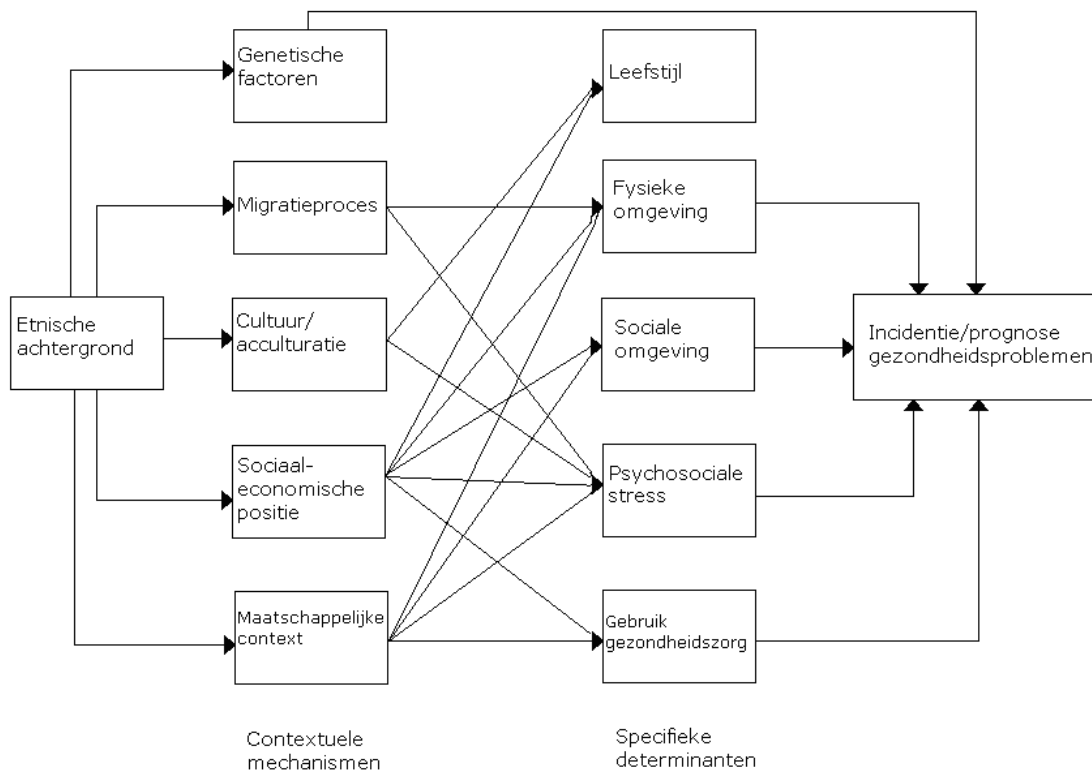 Genetische
factoren
Leefstijl
Migratieproces
Fysieke
omgeving
Etnische
achtergrond
Cultuur/
acculturatie
Sociale
omgeving
Incidentie/prognose
gezondheidsproblemen
Sociaal-
economische
positie
Psychosociale
stress
Maatschappelijke
context
Gebruik
gezondheidszorg
Contextuele
mechanismen
Specifieke
determinanten